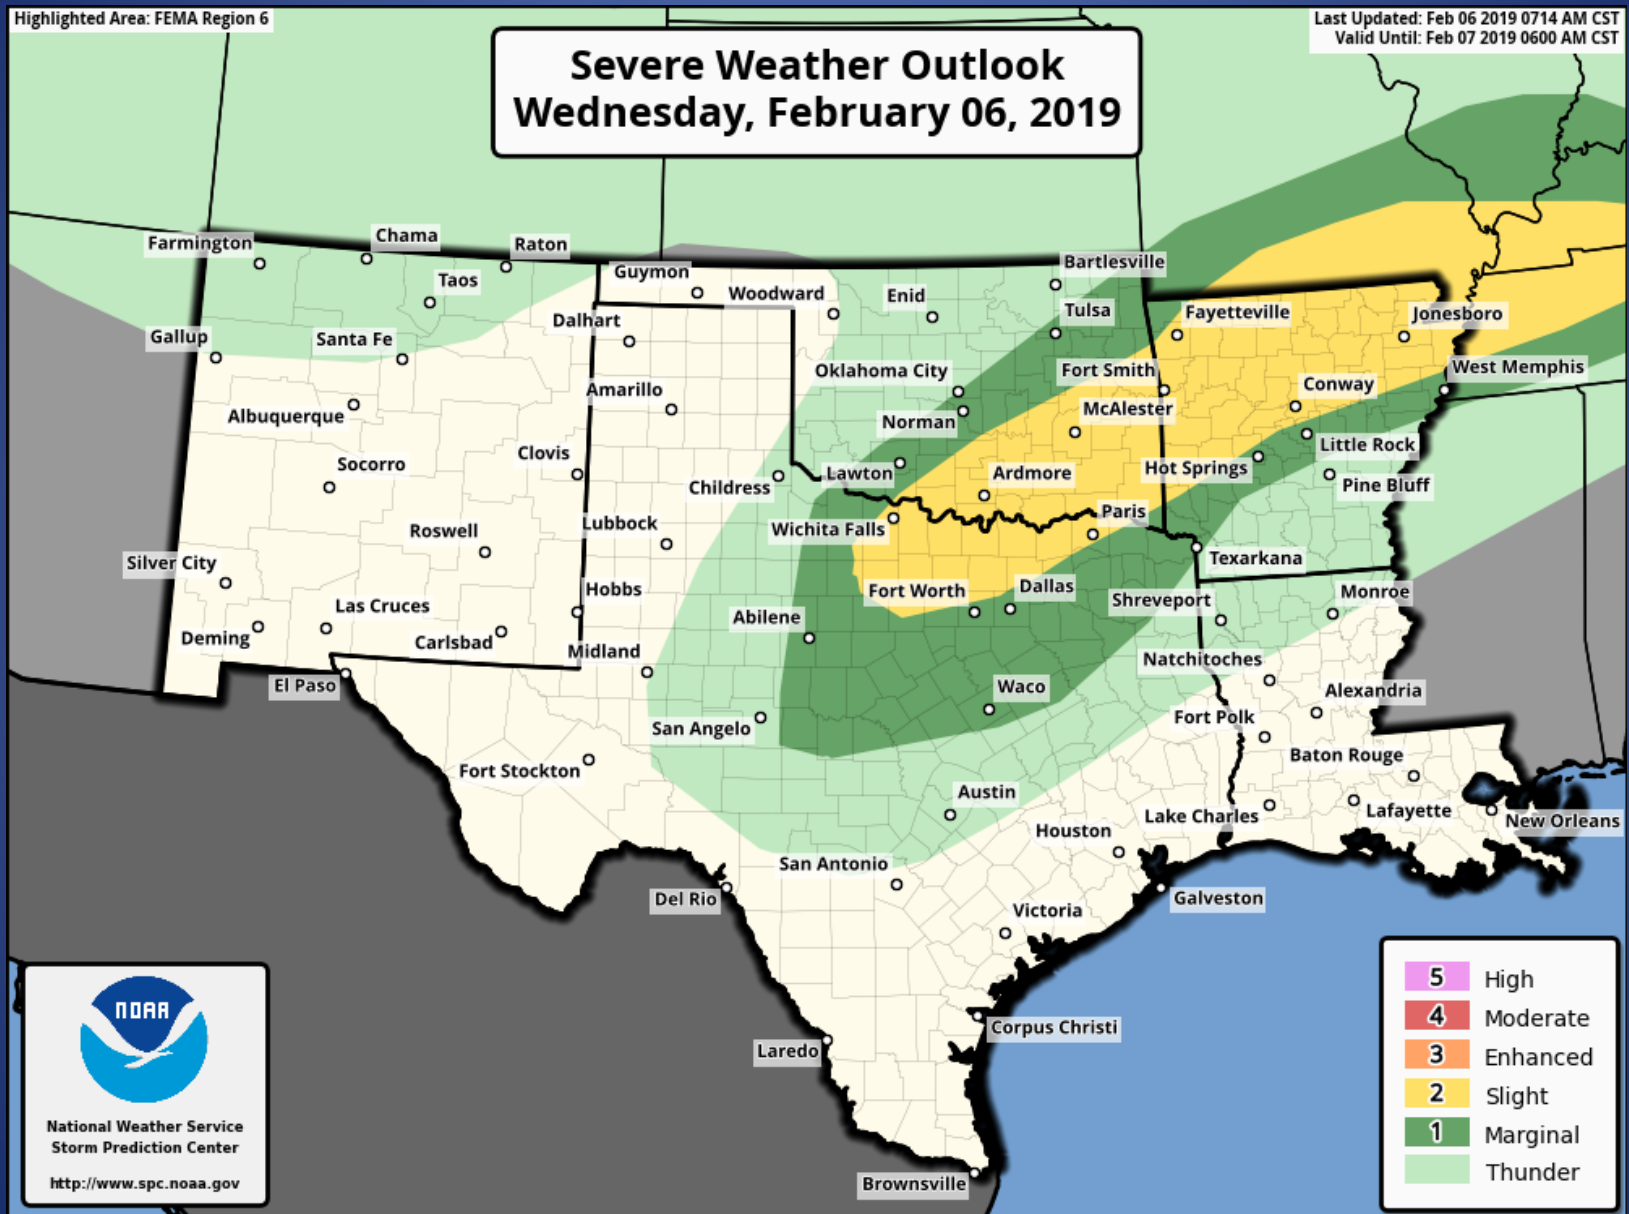 Highlighted Area: FEMA Region 6
Last Updated: Feb 06 2019 0714 AM CST
Valid Until: Feb 07 2019 0600 AM CST
Severe Weather Outlook
Wednesday, February 06, 2019
Farmington
Chama
Raton
Taos
Guymon
Woodward
Enid
Bartlesville
Tulsa
Fayetteville
Jonesboro
Gallup
Santa Fe
Dalhart
Oklahoma City
Fort Smith
West Memphis
Albuquerque
Amarillo
Norman
McAlester
Conway
Socorro
Clovis
Childress
Lawton
Ardmore
Hot Springs
Little Rock
Pine Bluff
Roswell
Lubbock
Wichita Falls
Paris
Silver City
Texarkana
Las Cruces
Hobbs
Fort Worth
Dallas
Shreveport
Monroe
Deming
Carlsbad
Midland
Abilene
Natchitoches
El Paso
San Angelo
Waco
Fort Polk
Alexandria
Fort Stockton
Austin
Baton Rouge
Houston
Lake Charles
Lafayette
New Orleans
San Antonio
Del Rio
Galveston
Victoria
Corpus Christi
Laredo
Brownsville
NOAA
National Weather Service
Storm Prediction Center
http://www.spc.noaa.gov
5 High
4 Moderate
3 Enhanced
2 Slight
1 Marginal
Thunder